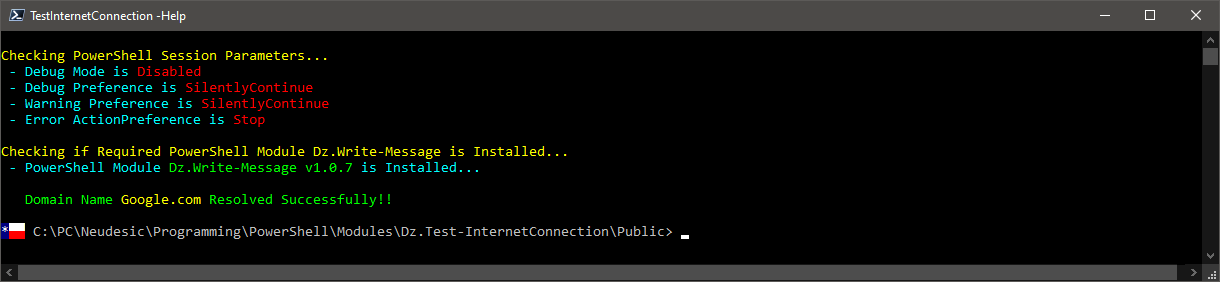 TestInternetConnection -Help
Checking PowerShell Session Parameters...
- Debug Mode is Disabled
- Debug Preference is SilentlyContinue
- Warning Preference is SilentlyContinue
- Error ActionPreference is Stop
Checking if Required PowerShell Module Dz.Write-Message is Installed...
- PowerShell Module Dz.Write-Message v1.0.7 is Installed...
Domain Name Google.com Resolved Successfully!!
* C:\PC\Neudesic\Programming\PowerShell\Modules\Dz.Test-InternetConnection\Public>